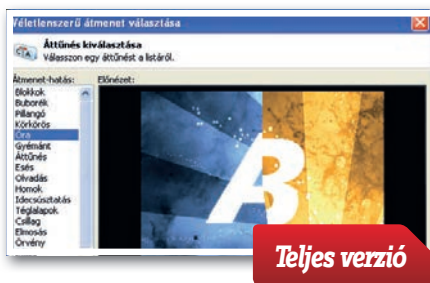 Véletlenszerű átmenet választása
Áttűnés kiválasztása
Válasszon egy áttűnést a listáról.
Átmenet-hatás: Előnézet:
Blokkok
Buborék
Pillangó
Körkörös
Óra
Gyémánt
Áttűnés
Esés
Olvadás
Homok
Idecsúsztatás
Téglalapok
Csillag
Elmosás
Örvény
AB
Teljes verzió